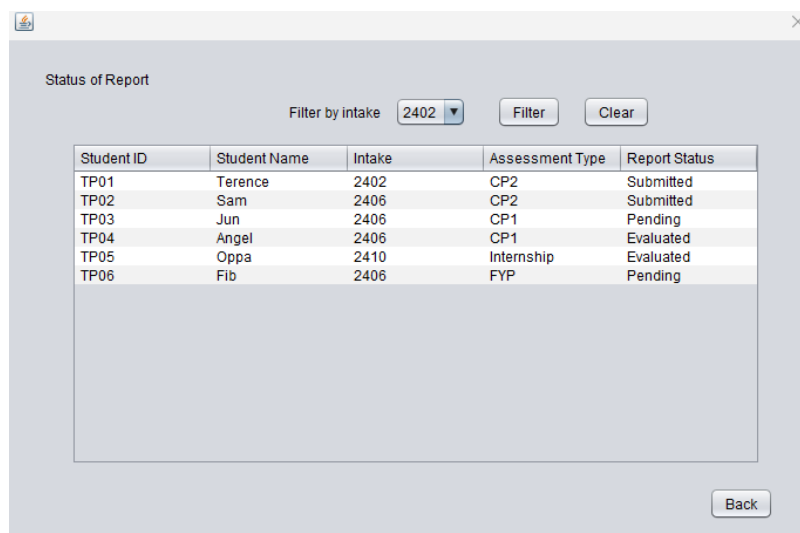 Status of Report
Filter by intake 2402 Filter Clear
Student ID Student Name Intake Assessment Type Report Status
TP01 Terence 2402 CP2 Submitted
TP02 Sam 2406 CP2 Submitted
TP03 Jun 2406 CP1 Pending
TP04 Angel 2406 CP1 Evaluated
TP05 Oppa 2410 Internship Evaluated
TP06 Fib 2406 FYP Pending
Back